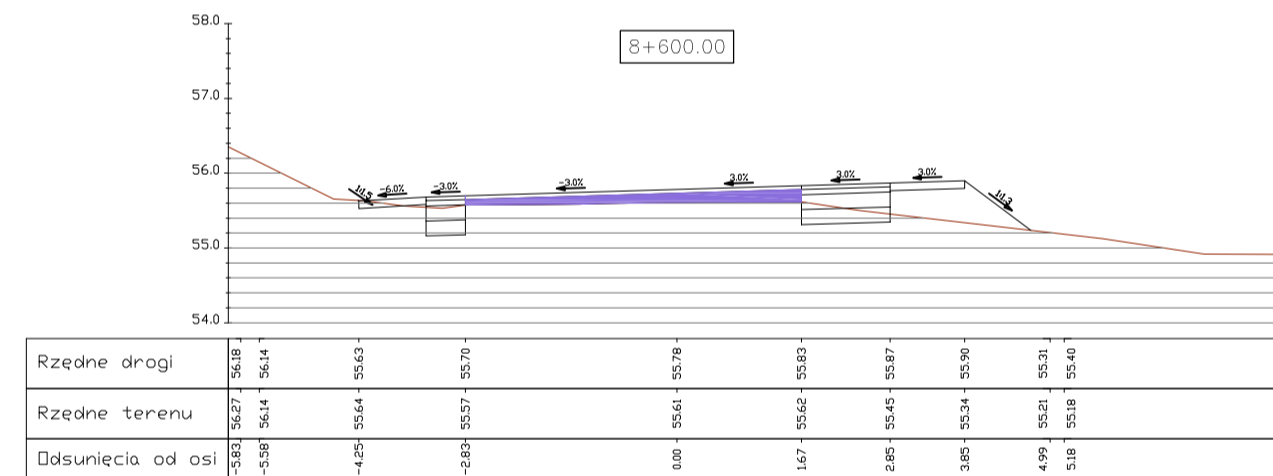 58.0
8+600.00
57.0
56.0
1:1.5 -6.0% -3.0% -3.0% 3.0% 3.0% 3.0% 1:1.3
55.0
54.0
Rzędne drogi 56.18 56.14 55.63 55.70 55.78 55.83 55.87 55.90 55.31 55.40
Rzędne terenu 56.27 56.14 55.64 55.57 55.61 55.62 55.45 55.34 55.21 55.18
Odsunięcia od osi -5.83 -5.58 -4.25 -2.83 0.00 1.67 2.85 3.85 4.99 5.18